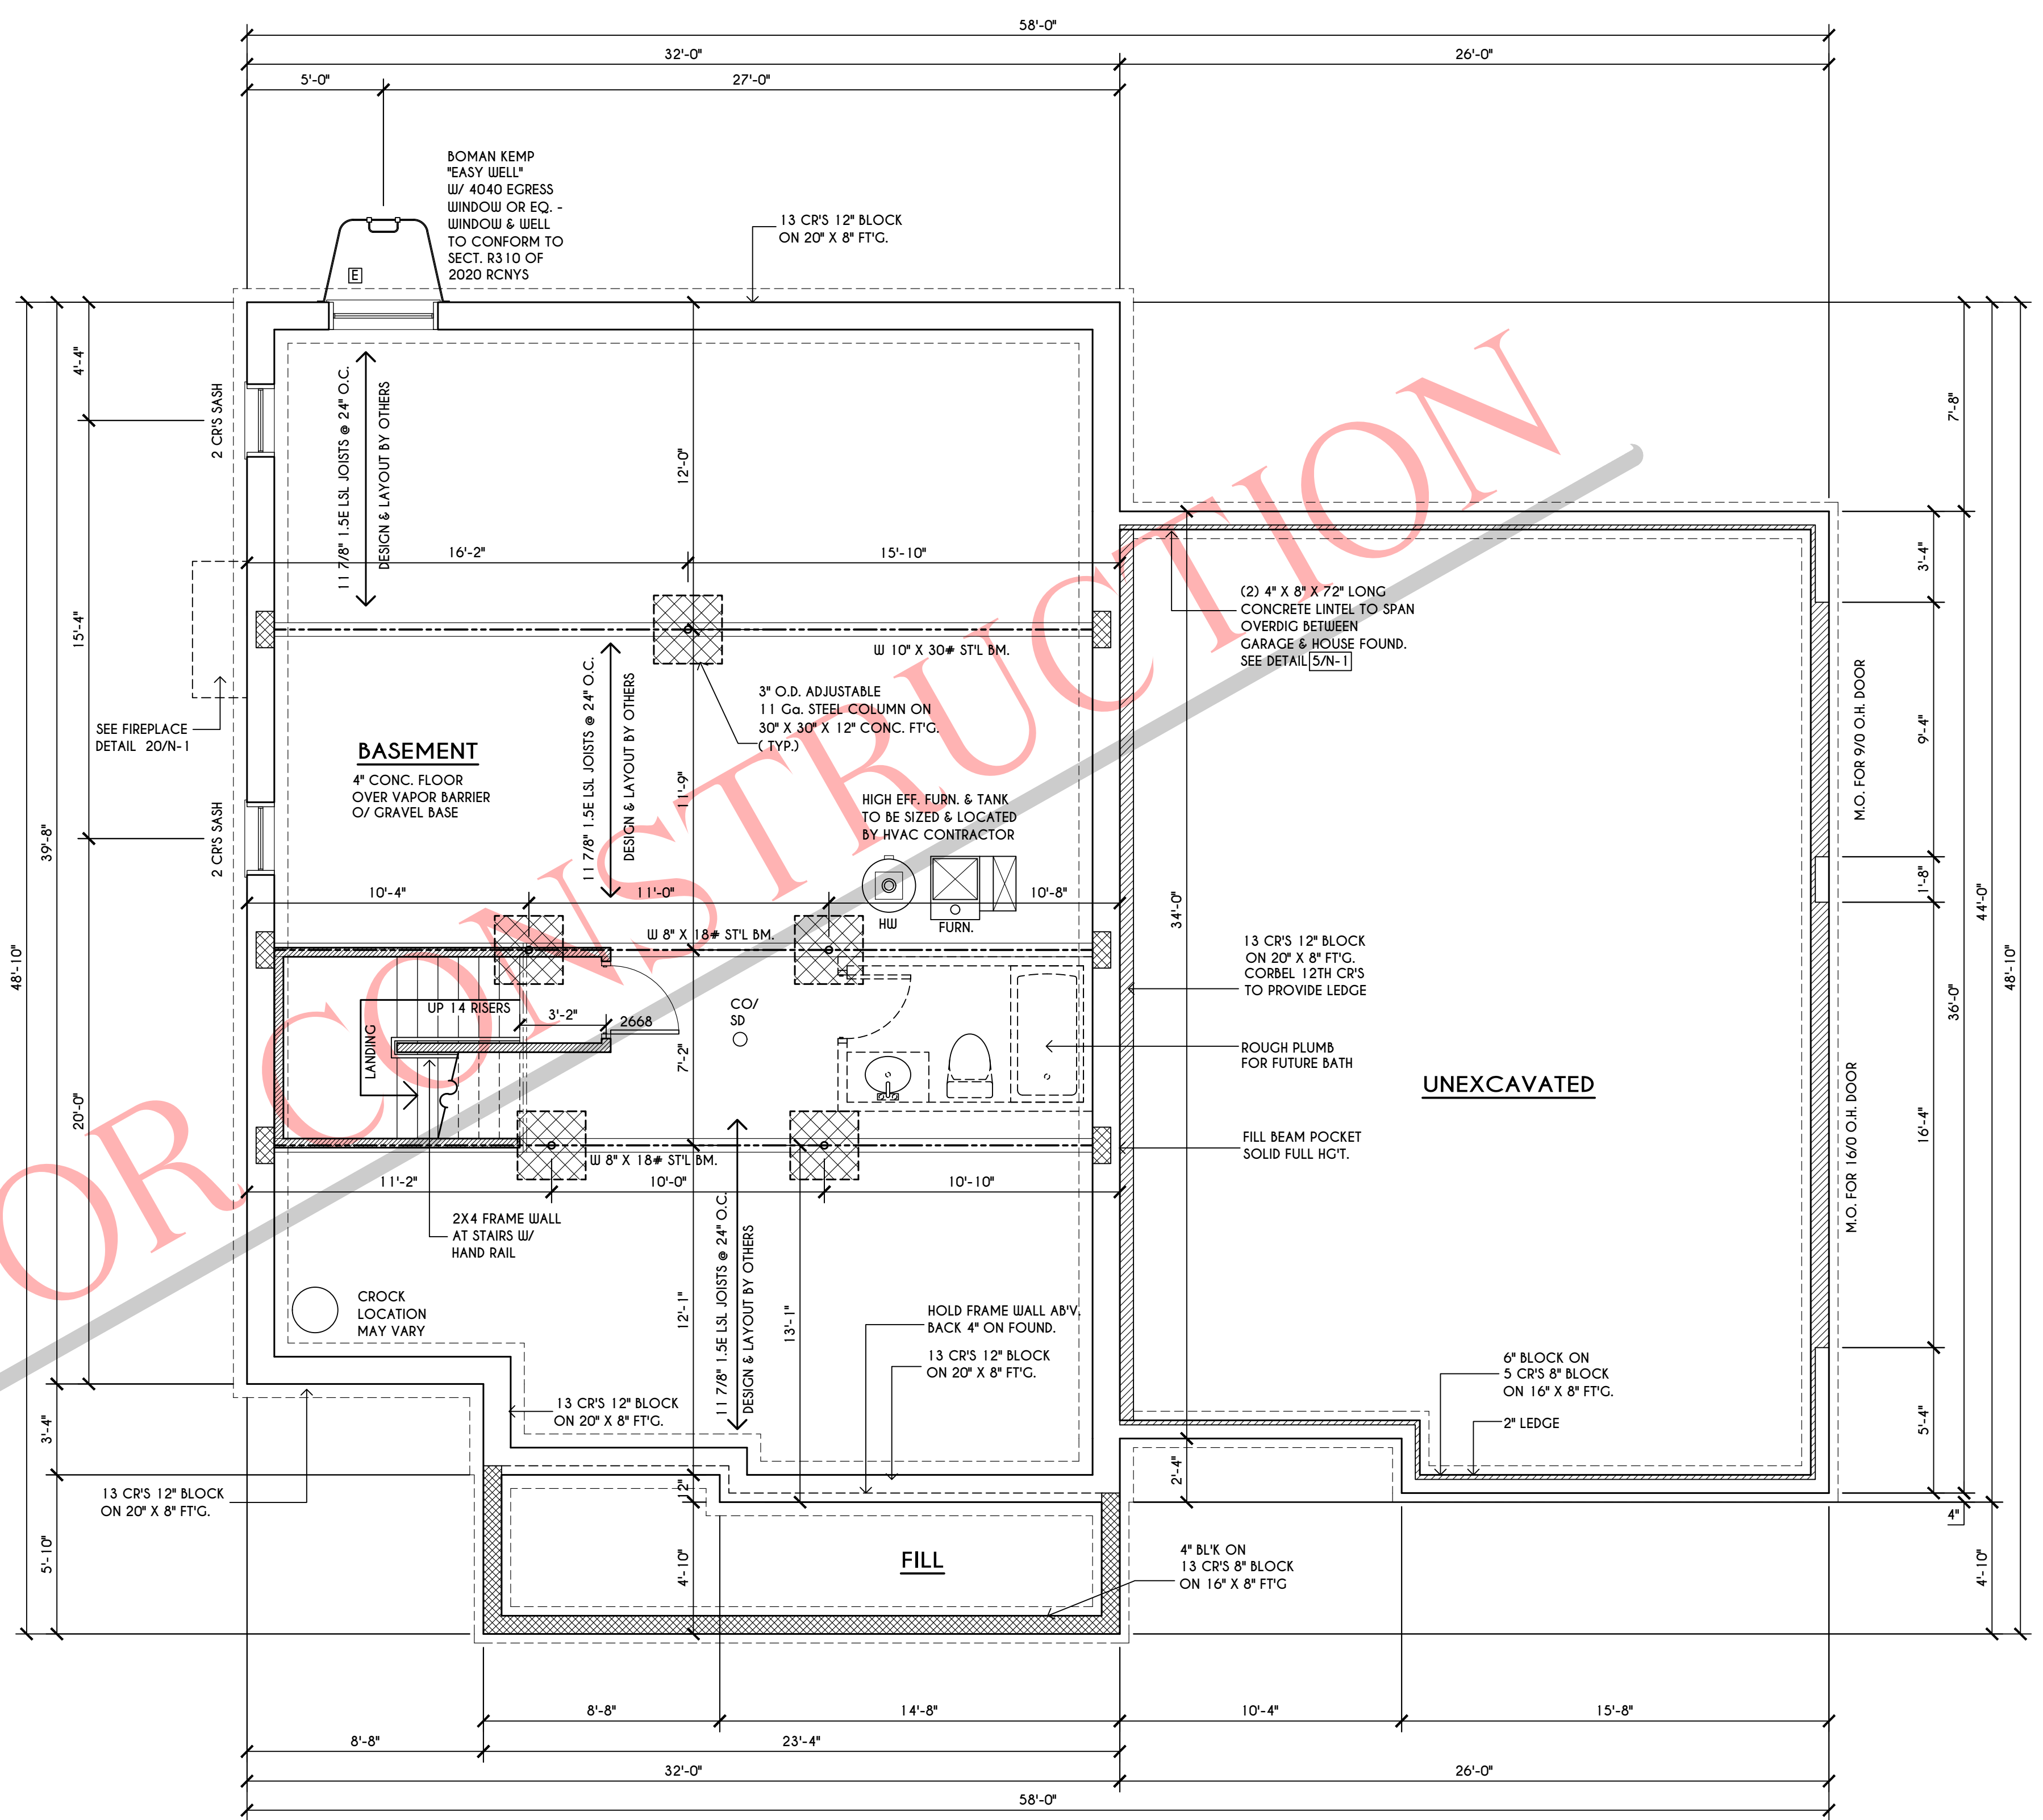 58'-0"
32'-0"
26'-0"
5'-0"
27'-0"
BOMAN KEMP
"EASY WELL"
W/ 4040 EGRESS
WINDOW OR EQ. -
WINDOW & WELL
TO CONFORM TO
SECT. R310 OF
2020 RCNYS
E
13 CR'S 12" BLOCK
ON 20" X 8" FT'G.
4'-4"
2 CR'S SASH
11 7/8" 1.5E LSL JOISTS @ 24" O.C.
DESIGN & LAYOUT BY OTHERS
12'-0"
7'-8"
16'-2"
15'-10"
3'-4"
(2) 4" X 8" X 72" LONG
CONCRETE LINTEL TO SPAN
OVERDIG BETWEEN
GARAGE & HOUSE FOUND.
SEE DETAIL 5/N-1
15'-4"
W 10" X 30# ST'L BM.
3" O.D. ADJUSTABLE
11 Ga. STEEL COLUMN ON
30" X 30" X 12" CONC. FT'G.
( TYP.)
11 7/8" 1.5E LSL JOISTS @ 24" O.C.
DESIGN & LAYOUT BY OTHERS
11'-9"
SEE FIREPLACE
DETAIL 20/N-1
BASEMENT
4" CONC. FLOOR
OVER VAPOR BARRIER
O/ GRAVEL BASE
HIGH EFF. FURN. & TANK
TO BE SIZED & LOCATED
BY HVAC CONTRACTOR
HW
FURN.
M.O. FOR 9/0 O.H. DOOR
9'-4"
1'-8"
39'-8"
2 CR'S SASH
48'-10"
10'-4"
11'-0"
10'-8"
34'-0"
44'-0"
36'-0"
48'-10"
W 8" X 18# ST'L BM.
13 CR'S 12" BLOCK
ON 20" X 8" FT'G.
CORBEL 12TH CR'S
TO PROVIDE LEDGE
UP 14 RISERS
3'-2"
2668
LANDING
CO/
SD
7'-2"
ROUGH PLUMB
FOR FUTURE BATH
UNEXCAVATED
20'-0"
M.O. FOR 16/0 O.H. DOOR
16'-4"
FILL BEAM POCKET
SOLID FULL HG'T.
W 8" X 18# ST'L BM.
11'-2"
10'-0"
10'-10"
2X4 FRAME WALL
AT STAIRS W/
HAND RAIL
11 7/8" 1.5E LSL JOISTS @ 24" O.C.
DESIGN & LAYOUT BY OTHERS
12'-1"
13'-1"
CROCK
LOCATION
MAY VARY
HOLD FRAME WALL AB'V.
BACK 4" ON FOUND.
13 CR'S 12" BLOCK
ON 20" X 8" FT'G.
6" BLOCK ON
5 CR'S 8" BLOCK
ON 16" X 8" FT'G.
2" LEDGE
5'-4"
3'-4"
13 CR'S 12" BLOCK
ON 20" X 8" FT'G.
13 CR'S 12" BLOCK
ON 20" X 8" FT'G.
12"
2'-4"
4"
5'-10"
4'-10"
FILL
4" BL'K ON
13 CR'S 8" BLOCK
ON 16" X 8" FT'G
4'-10"
8'-8"
14'-8"
10'-4"
15'-8"
8'-8"
23'-4"
32'-0"
26'-0"
58'-0"
OR CONSTRUCTION